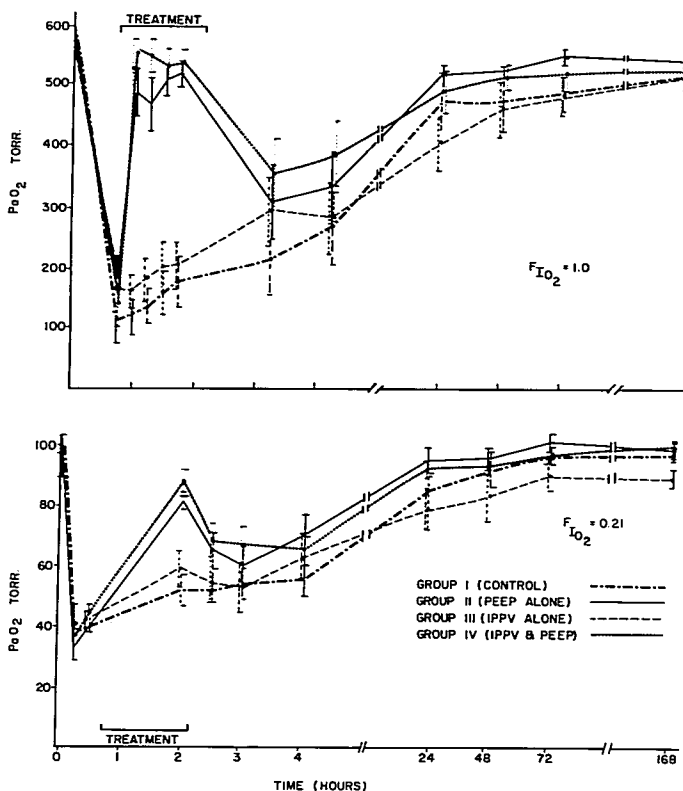 TREATMENT
600
500
400
300
200
100
PaO2 TORR.
FIO2 = 1.0
100
80
60
40
20
PaO2 TORR.
FIO2 = 0.21
GROUP I (CONTROL)
GROUP II (PEEP ALONE)
GROUP III (IPPV ALONE)
GROUP IV (IPPV & PEEP)
TREATMENT
0 1 2 3 4 24 48 72 168
TIME (HOURS)